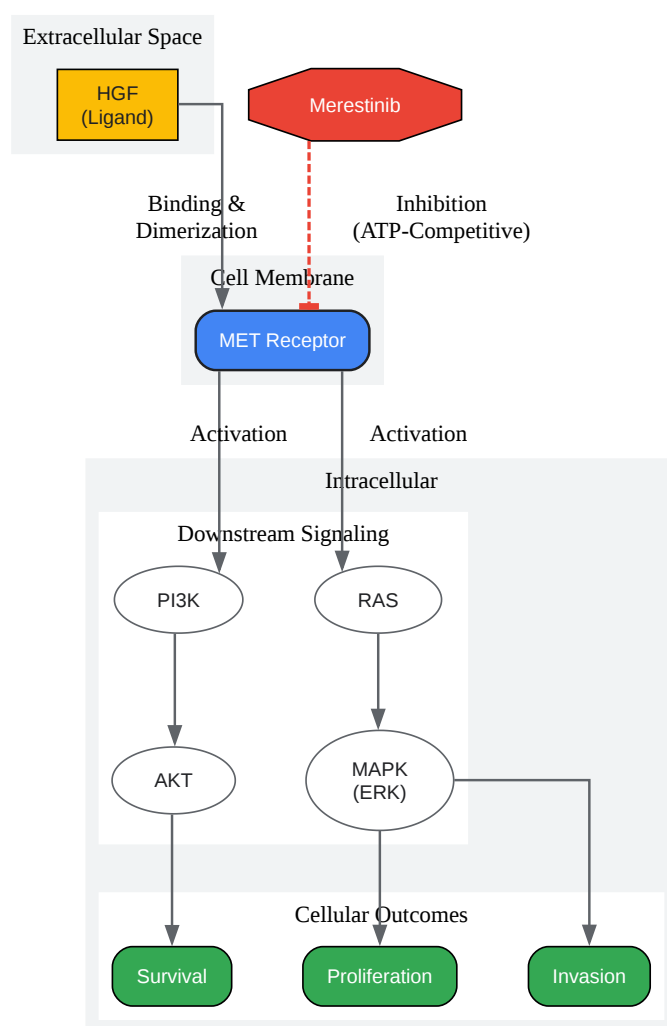 Extracellular Space
HGF
(Ligand)
Merestinib
Binding &
Dimerization
Inhibition
(ATP-Competitive)
Cell Membrane
MET Receptor
Activation
Activation
Intracellular
Downstream Signaling
PI3K
RAS
AKT
MAPK
(ERK)
Cellular Outcomes
Survival
Proliferation
Invasion